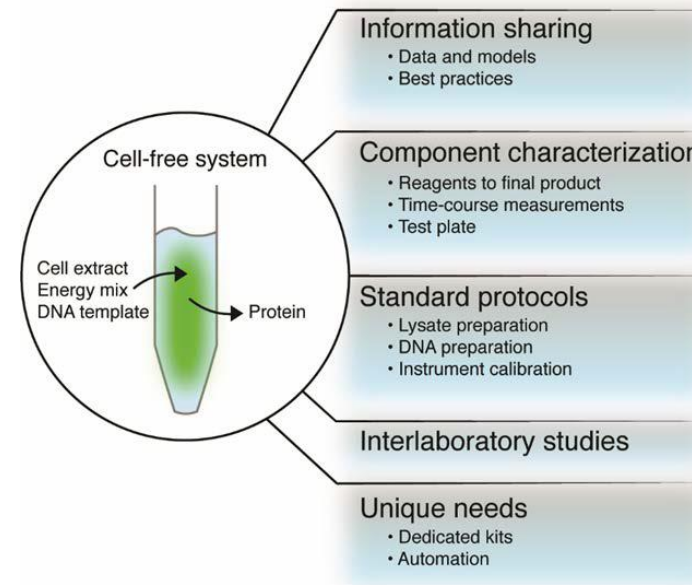 Information sharing
• Data and models
• Best practices
Cell-free system
Component characterization
• Reagents to final product
• Time-course measurements
• Test plate
Cell extract
Energy mix
DNA template
Protein
Standard protocols
• Lysate preparation
• DNA preparation
• Instrument calibration
Interlaboratory studies
Unique needs
• Dedicated kits
• Automation